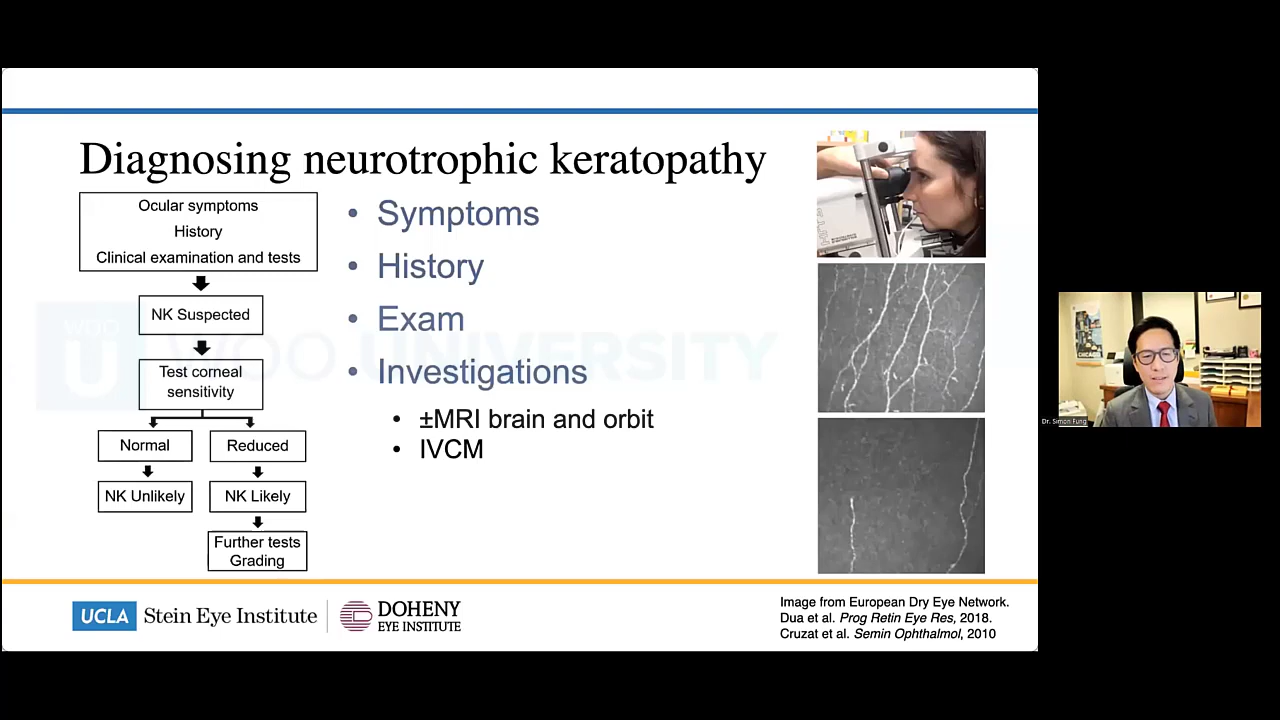 Diagnosing neurotrophic keratopathy
Ocular symptoms
History
Clinical examination and tests
NK Suspected
Test corneal
sensitivity
Normal
Reduced
NK Unlikely
NK Likely
Further tests
Grading
• Symptoms
• History
• Exam
• Investigations
• ±MRI brain and orbit
• IVCM
WOO
U
WOO UNIVERSITY
UCLA Stein Eye Institute
DOHENY
EYE INSTITUTE
Image from European Dry Eye Network.
Dua et al. Prog Retin Eye Res, 2018.
Cruzat et al. Semin Ophthalmol, 2010
Dr. Simon Fung